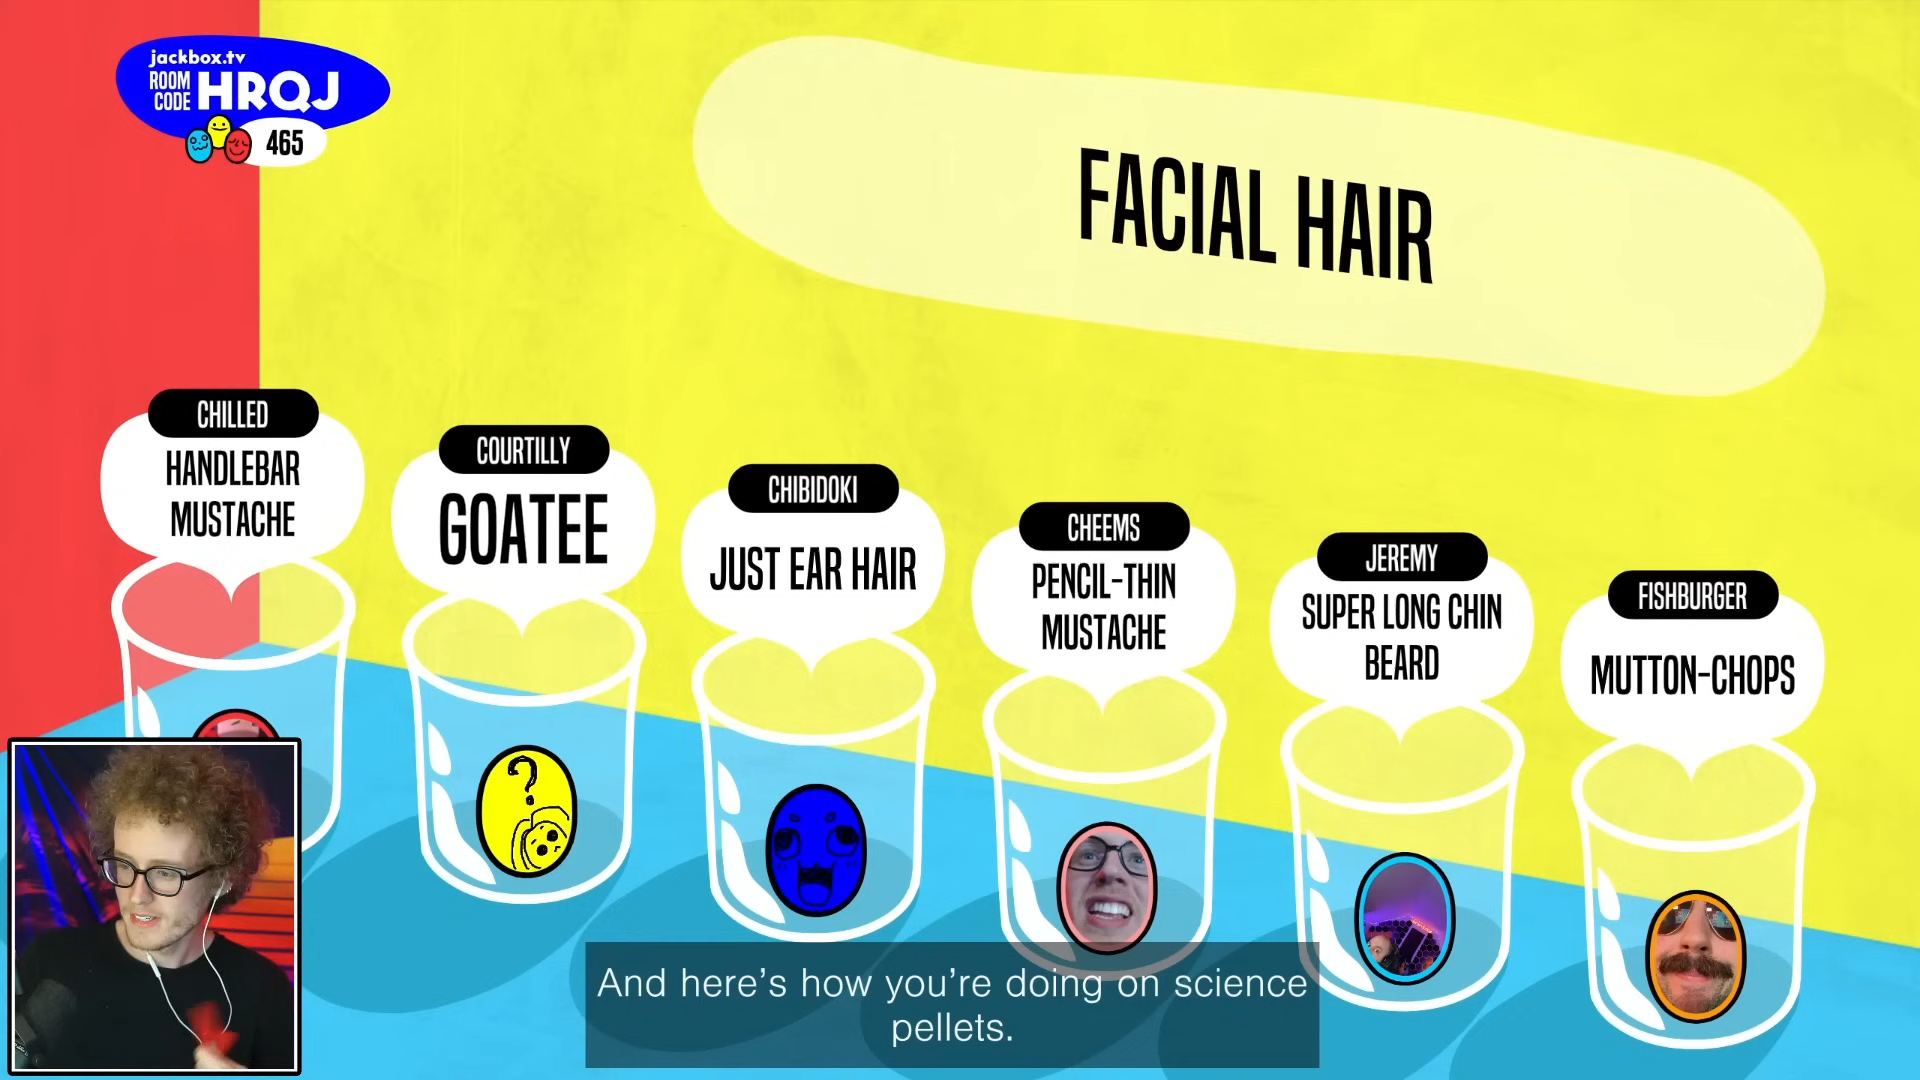 jackbox.tv
ROOM
CODE HRQJ
465
FACIAL HAIR
CHILLED
HANDLEBAR
MUSTACHE
COURTILLY
GOATEE
CHIBIDOKI
JUST EAR HAIR
CHEEMS
PENCIL-THIN
MUSTACHE
JEREMY
SUPER LONG CHIN
BEARD
FISHBURGER
MUTTON-CHOPS
?
And here's how you're doing on science
pellets.